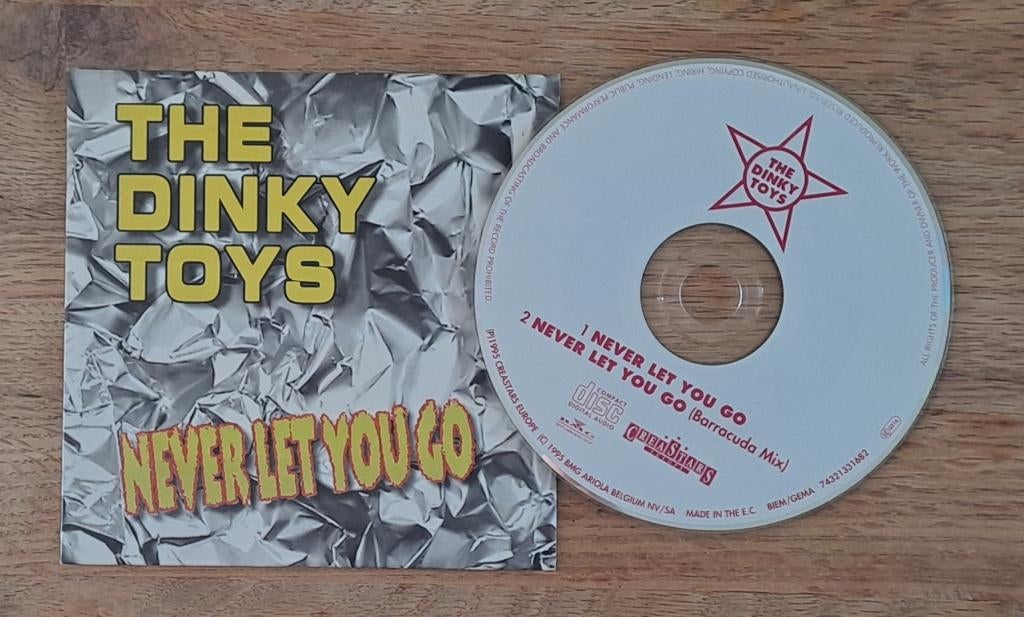 THE
DINKY
TOYS
NEVER LET YOU GO
THE
DINKY
TOYS
1 NEVER LET YOU GO
2 NEVER LET YOU GO (Barracuda Mix)
COMPACT
disc
DIGITAL AUDIO
BMG
CREASTARS
(P)1995 CREASTARS EUROPE (C) 1995 BMG ARIOLA BELGIUM NV/SA MADE IN THE E.C. BIEM/GEMA 74321331682
ALL RIGHTS OF THE PRODUCER AND OWNER OF THE WORK REPRODUCED RESERVED. UNAUTHORISED COPYING, HIRING, LENDING, PUBLIC PERFORMANCE AND BROADCASTING OF THE RECORD PROHIBITED.